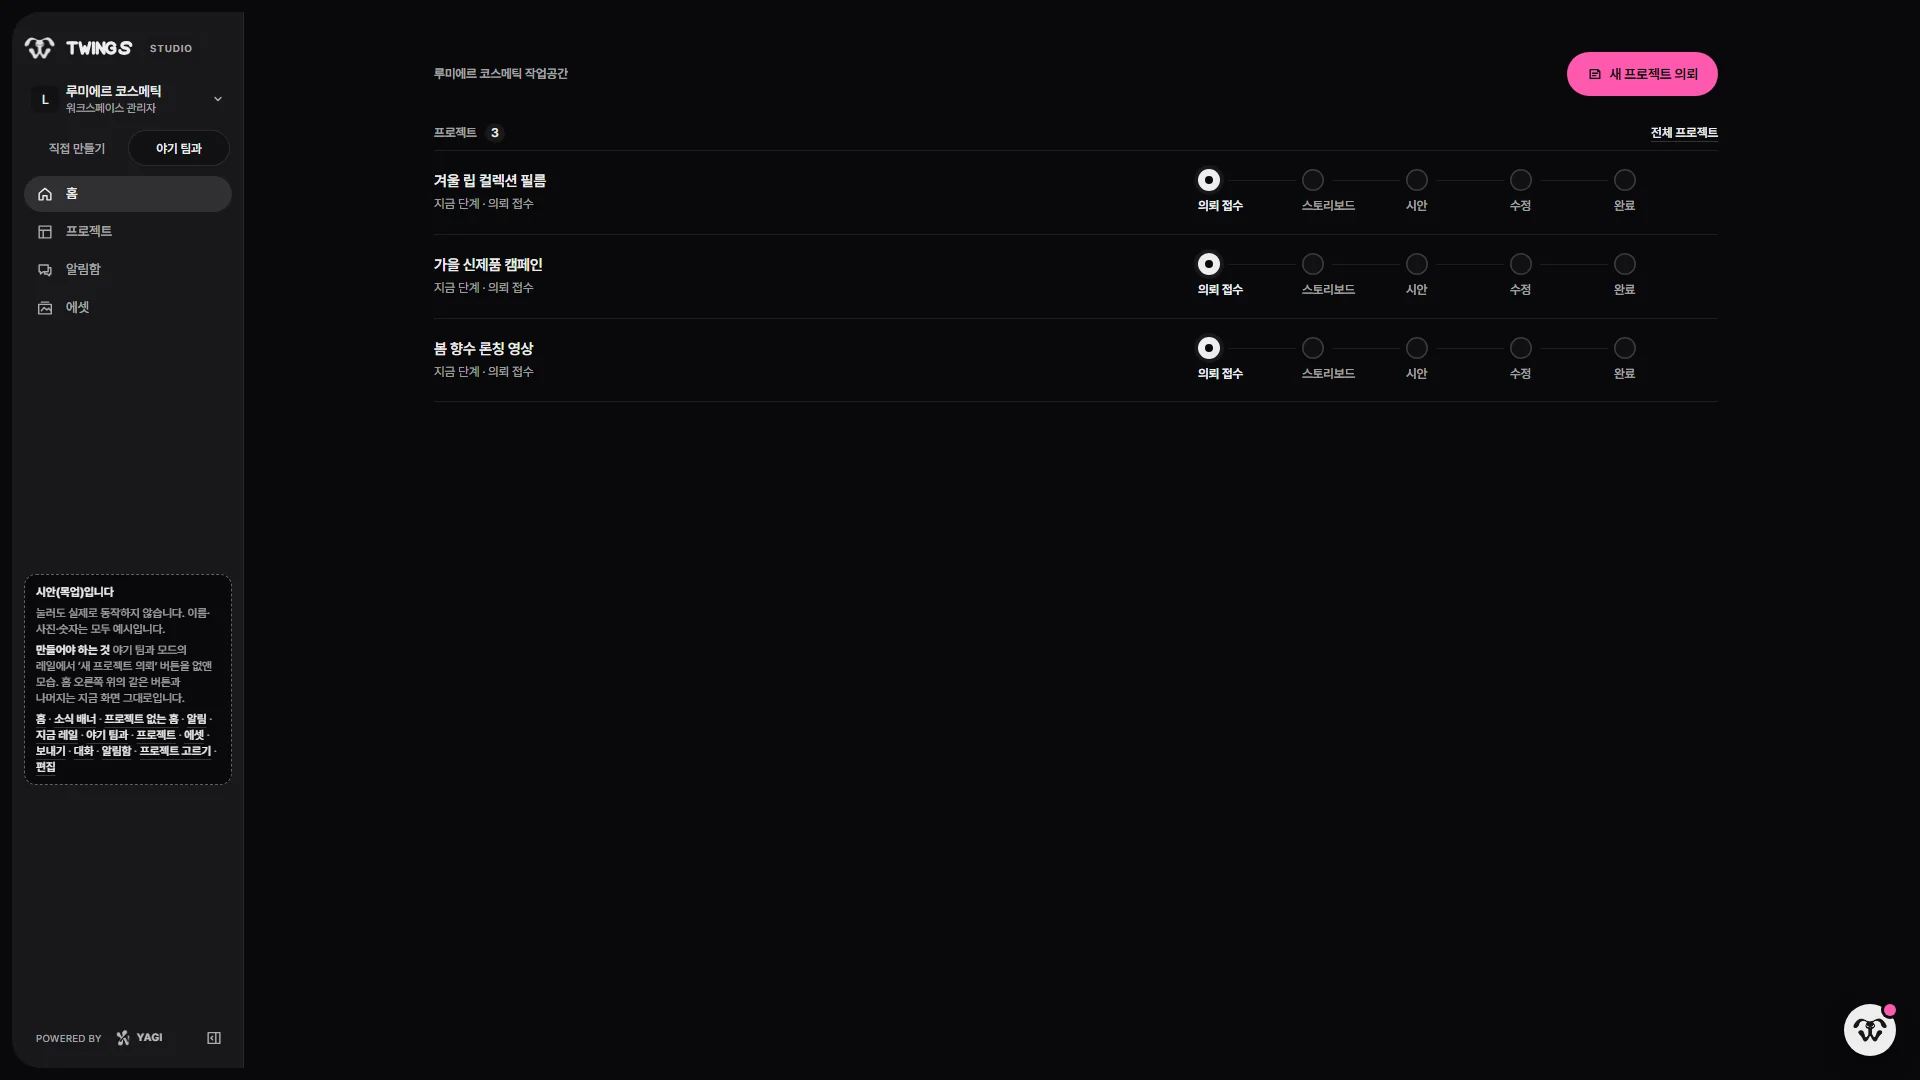 TWINGS STUDIO
L
루미에르 코스메틱
워크스페이스 관리자
직접 만들기
야기 팀과
홈
프로젝트
알림함
에셋
시안(목업)입니다
눌러도 실제로 동작하지 않습니다. 이름·
사진·숫자는 모두 예시입니다.
만들어야 하는 것 야기 팀과 모드의
레일에서 ‘새 프로젝트 의뢰’ 버튼을 없앤
모습. 홈 오른쪽 위의 같은 버튼과
나머지는 지금 화면 그대로입니다.
홈 · 소식 배너 · 프로젝트 없는 홈 · 알림 ·
지금 레일 · 야기 팀과 · 프로젝트 · 에셋 ·
보내기 · 대화 · 알림함 · 프로젝트 고르기 ·
편집
POWERED BY YAGI
루미에르 코스메틱 작업공간
새 프로젝트 의뢰
프로젝트 3
전체 프로젝트
겨울 립 컬렉션 필름
지금 단계 · 의뢰 접수
의뢰 접수 스토리보드 시안 수정 완료
가을 신제품 캠페인
지금 단계 · 의뢰 접수
의뢰 접수 스토리보드 시안 수정 완료
봄 향수 론칭 영상
지금 단계 · 의뢰 접수
의뢰 접수 스토리보드 시안 수정 완료